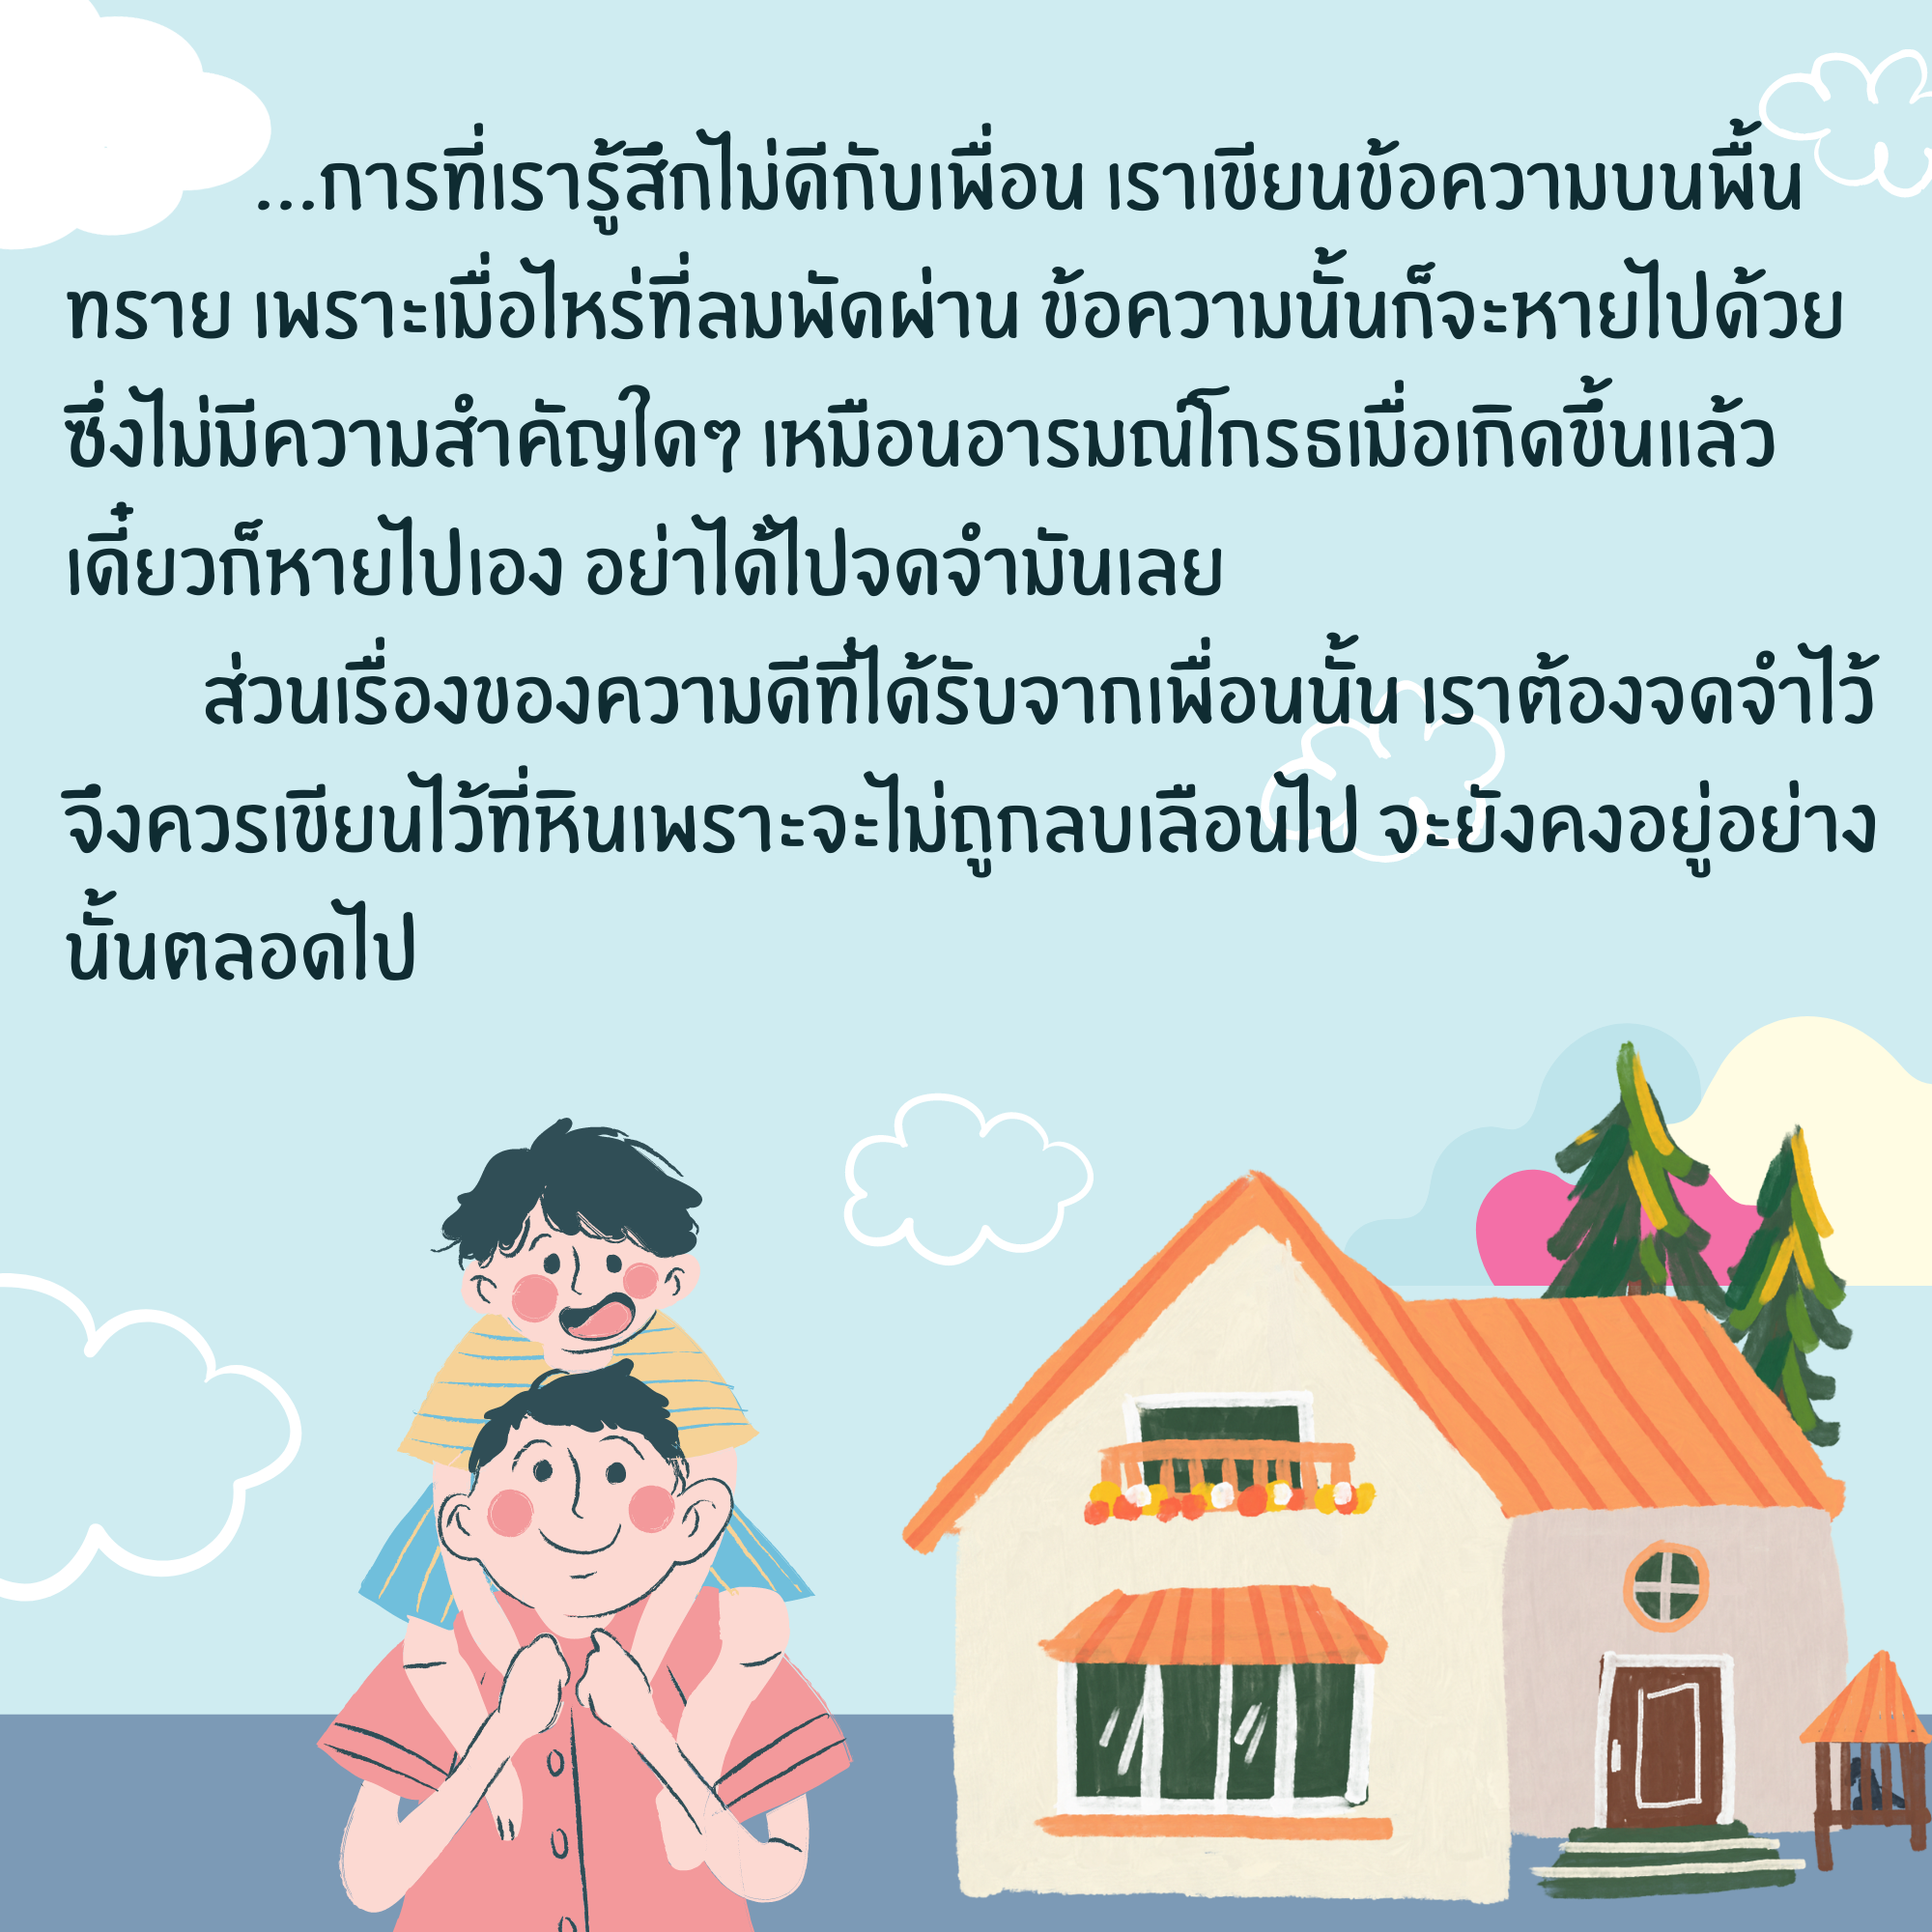 ...การที่เรารู้สึกไม่ดีกับเพื่อน เราเขียนข้อความบนพื้น
ทราย เพราะเมื่อไหร่ที่ลมพัดผ่าน ข้อความนั้นก็จะหายไปด้วย
ซึ่งไม่มีความสำคัญใดๆ เหมือนอารมณ์โกรธเมื่อเกิดขึ้นแล้ว
เดี๋ยวก็หายไปเอง อย่าได้ไปจดจำมันเลย
ส่วนเรื่องของความดีที่ได้รับจากเพื่อนนั้น เราต้องจดจำไว้
จึงควรเขียนไว้ที่หินเพราะจะไม่ถูกลบเลือนไป จะยังคงอยู่อย่าง
นั้นตลอดไป